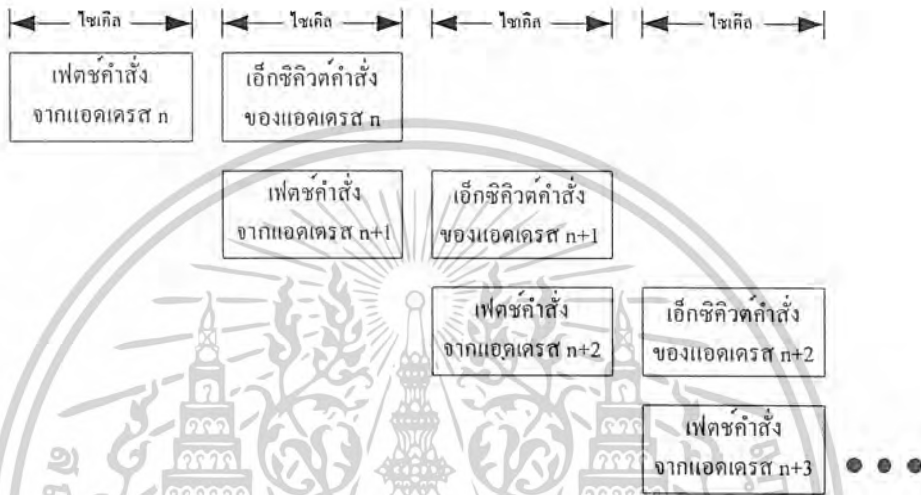 ไซเคิล ไซเคิล ไซเคิล ไซเคิล
เฟตช์คำสั่ง
จากแอดเดรส n
เอ็กซิคิวต์คำสั่ง
ของแอดเดรส n
เฟตช์คำสั่ง
จากแอดเดรส n+1
เอ็กซิคิวต์คำสั่ง
ของแอดเดรส n+1
เฟตช์คำสั่ง
จากแอดเดรส n+2
เอ็กซิคิวต์คำสั่ง
ของแอดเดรส n+2
เฟตช์คำสั่ง
จากแอดเดรส n+3